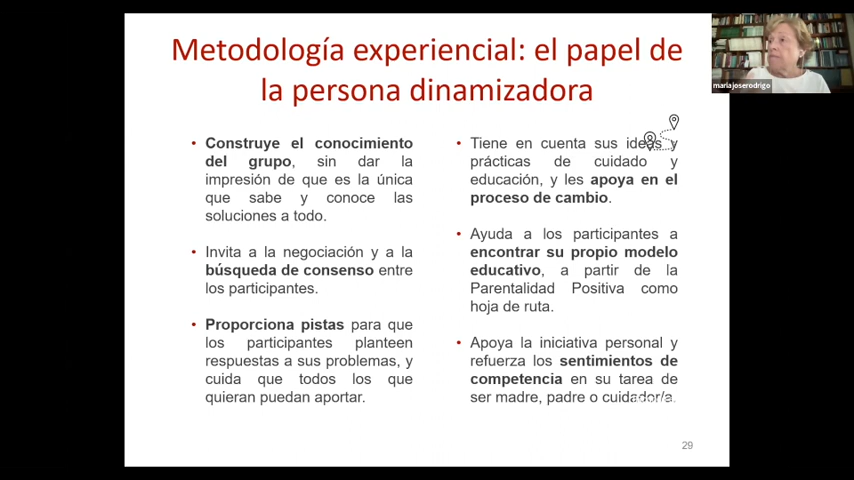 Metodología experiencial: el papel de
la persona dinamizadora
mariajoserodrigo
• Construye el conocimiento
del grupo, sin dar la
impresión de que es la única
que sabe y conoce las
soluciones a todo.
• Invita a la negociación y a la
búsqueda de consenso entre
los participantes.
• Proporciona pistas para que
los participantes planteen
respuestas a sus problemas, y
cuida que todos los que
quieran puedan aportar.
• Tiene en cuenta sus ideas y
prácticas de cuidado y
educación, y les apoya en el
proceso de cambio.
• Ayuda a los participantes a
encontrar su propio modelo
educativo, a partir de la
Parentalidad Positiva como
hoja de ruta.
• Apoya la iniciativa personal y
refuerza los sentimientos de
competencia en su tarea de
ser madre, padre o cuidador/a.
29